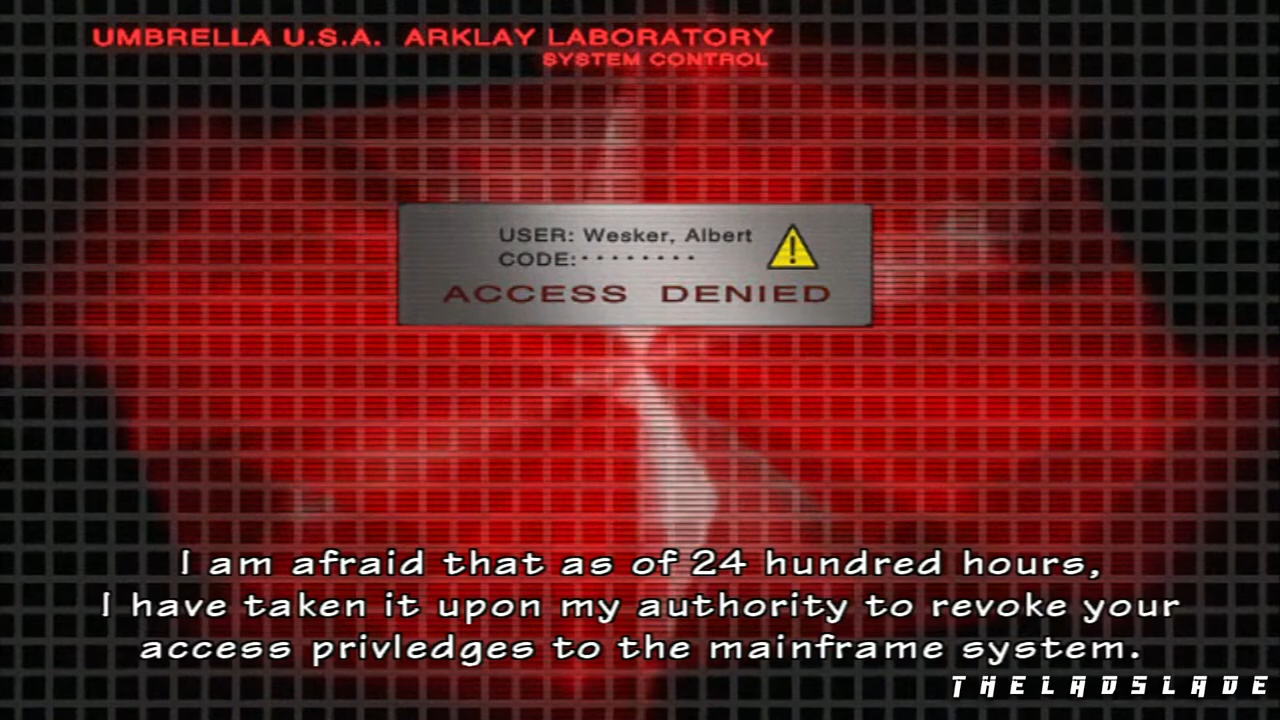 UMBRELLA U.S.A. ARKLAY LABORATORY
SYSTEM CONTROL
USER: Wesker, Albert
CODE:········
ACCESS DENIED
I am afraid that as of 24 hundred hours,
I have taken it upon my authority to revoke your
access privledges to the mainframe system.
THELADSLADE